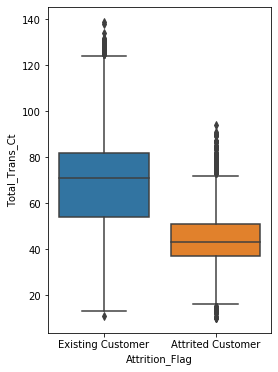 140
120
100
80
60
40
20
Total_Trans_Ct
Existing Customer
Attrited Customer
Attrition_Flag